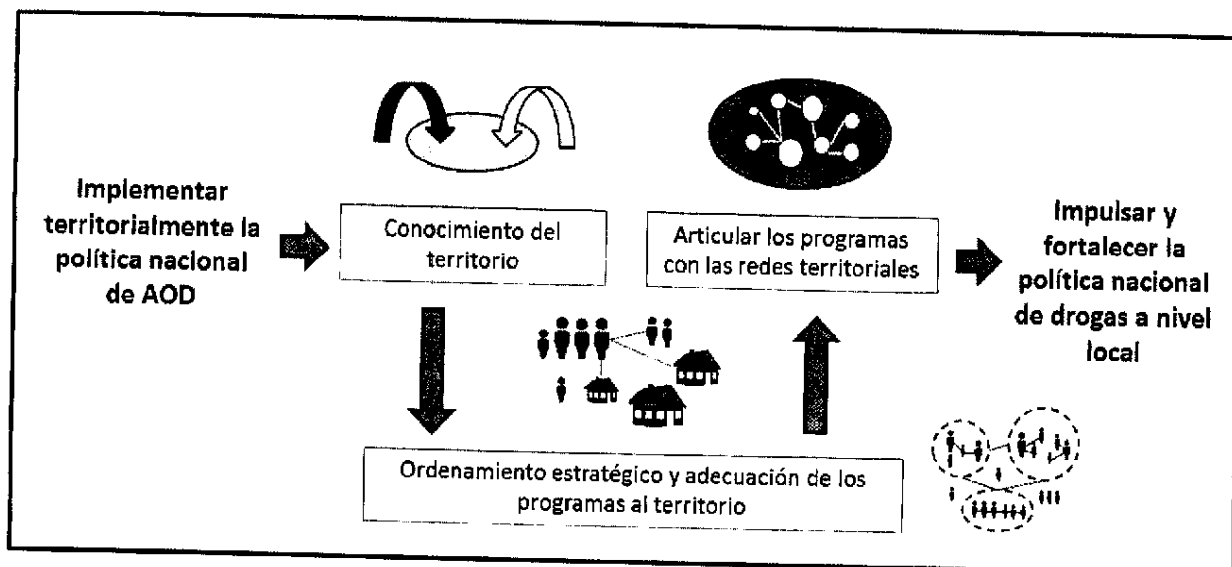 Implementar
territorialmente la
política nacional
de AOD
Conocimiento del
territorio
Ordenamiento estratégico y adecuación de los
programas al territorio
Articular los programas
con las redes territoriales
Impulsar y
fortalecer la
política nacional
de drogas a nivel
local